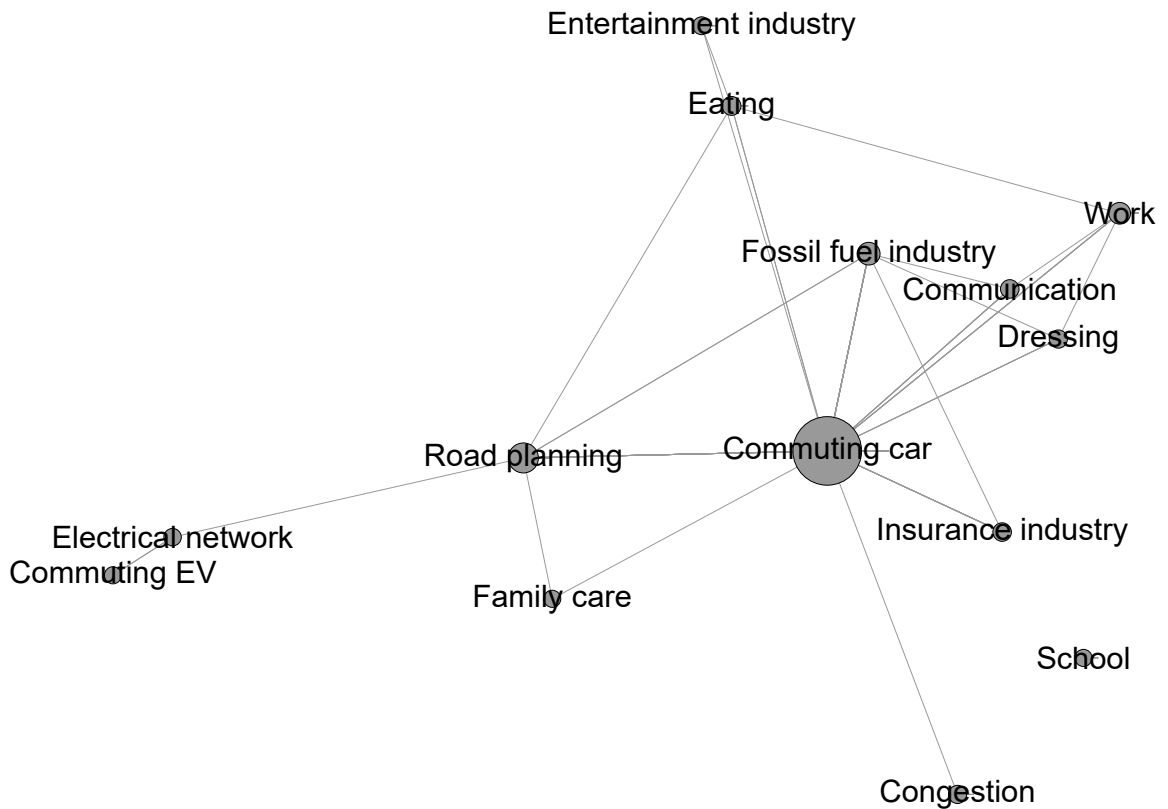 Entertainment industry
Eating
Work
Fossil fuel industry
Communication
Dressing
Commuting car
Road planning
Insurance industry
Electrical network
Commuting EV
Family care
School
Congestion